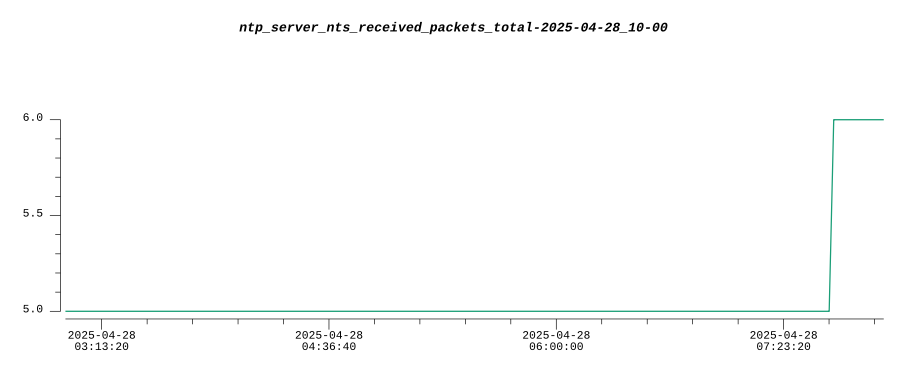 ntp_server_nts_received_packets_total-2025-04-28_10-00
6.0
5.5
5.0
2025-04-28 2025-04-28 2025-04-28 2025-04-28
03:13:20 04:36:40 06:00:00 07:23:20